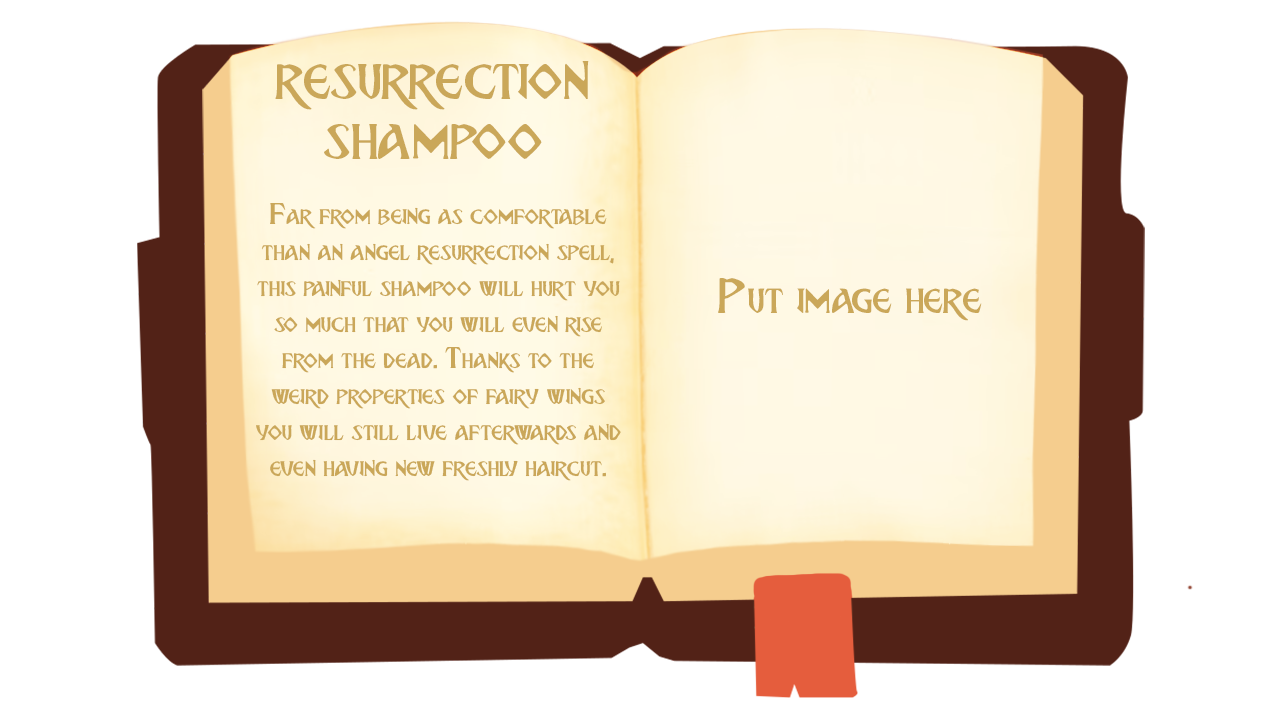 RESURRECTION
SHAMPOO
Far from being as comfortable
than an angel resurrection spell,
this painful shampoo will hurt you
so much that you will even rise
from the dead. Thanks to the
weird properties of fairy wings
you will still live afterwards and
even having new freshly haircut.
Put image here